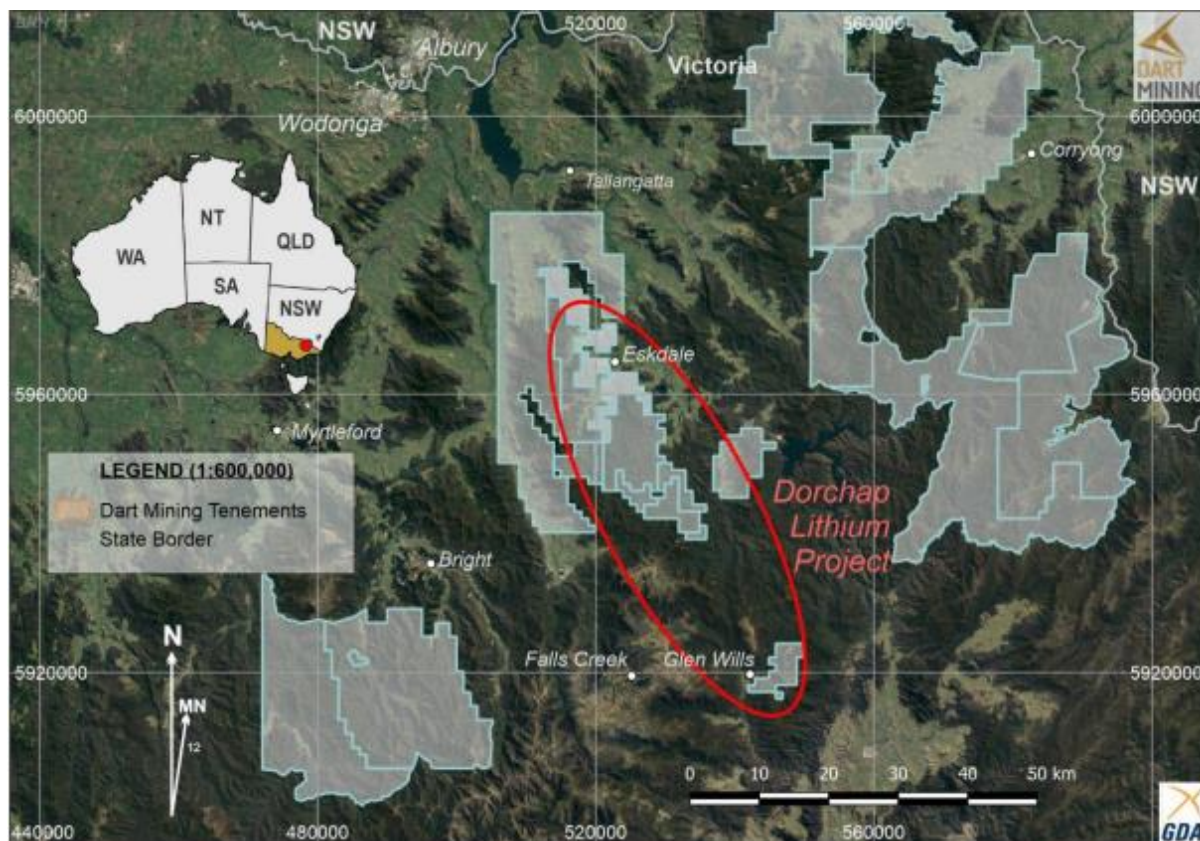 NSW
520000
560000
Albury
Victoria
DART
MINING
6000000
6000000
Wodonga
Corryong
Tallangatta
NSW
NT
WA
QLD
SA
NSW
Eskdale
5960000
5960000
Myrtleford
LEGEND (1:600,000)
Dart Mining Tenements
State Border
Dorchap
Lithium
Project
Bright
N
Falls Creek
Glen Wills
5920000
5920000
MN
12
0 10 20 30 40 50 km
440000
480000
520000
560000
GDA